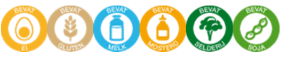 BEVAT
EI
BEVAT
GLUTEN
BEVAT
MELK
BEVAT
MOSTERD
BEVAT
SELDERIJ
BEVAT
SOJA